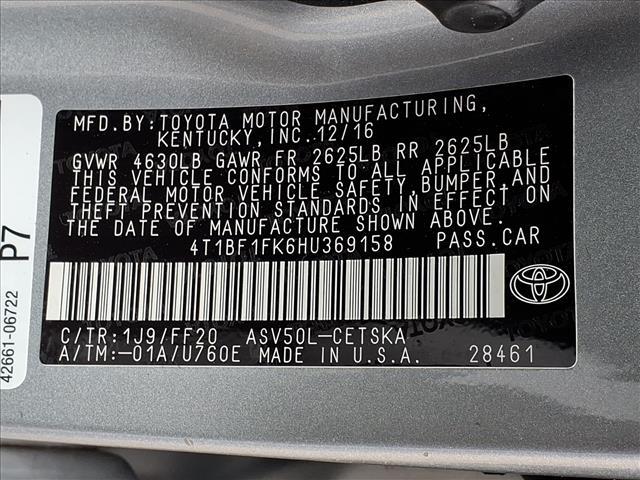 MFD.BY:TOYOTA MOTOR MANUFACTURING,
KENTUCKY,INC.12/16
GVWR 4630LB GAWR FR 2625LB RR 2625LB
THIS VEHICLE CONFORMS TO ALL APPLICABLE
FEDERAL MOTOR VEHICLE SAFETY,BUMPER,AND
THEFT PREVENTION STANDARDS IN EFFECT ON
THE DATE OF MANUFACTURE SHOWN ABOVE.
4T1BF1FK6HU369158 PASS.CAR
C/TR:1J9/FF20 ASV50L-CETSKA
A/TM:-01A/U760E MADE IN U.S.A. 28461
TOYOTA
42661-06722 P7